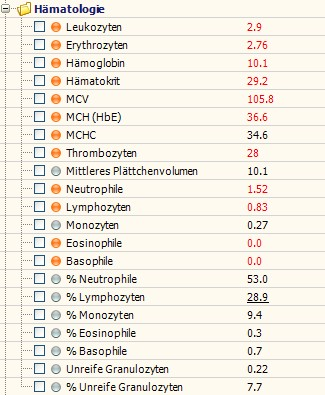 Hämatologie
Leukozyten 2.9
Erythrozyten 2.76
Hämoglobin 10.1
Hämatokrit 29.2
MCV 105.8
MCH (HbE) 36.6
MCHC 34.6
Thrombozyten 28
Mittleres Plättchenvolumen 10.1
Neutrophile 1.52
Lymphozyten 0.83
Monozyten 0.27
Eosinophile 0.0
Basophile 0.0
% Neutrophile 53.0
% Lymphozyten 28.9
% Monozyten 9.4
% Eosinophile 0.3
% Basophile 0.7
Unreife Granulozyten 0.22
% Unreife Granulozyten 7.7